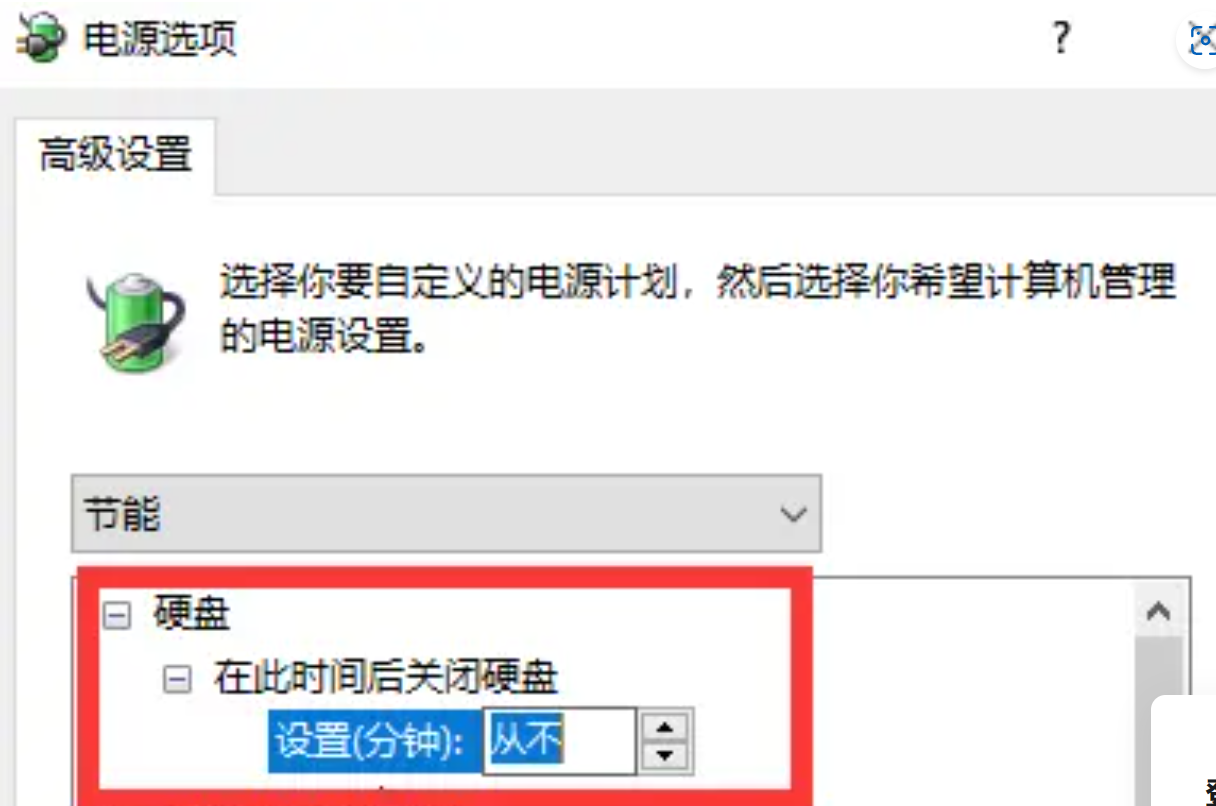 电源选项
?
高级设置
选择你要自定义的电源计划，然后选择你希望计算机管理
的电源设置。
节能
硬盘
在此时间后关闭硬盘
设置(分钟): 从不